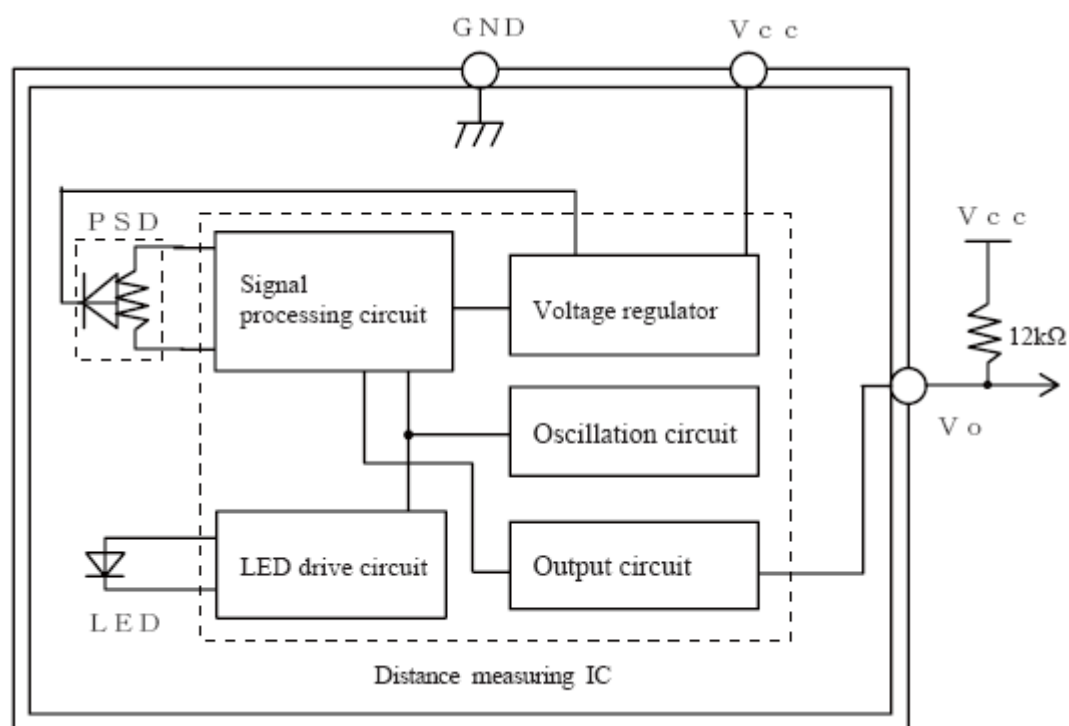 GND
Vcc
PSD
Signal
processing circuit
Voltage regulator
Vcc
12kΩ
Oscillation circuit
Vo
LED drive circuit
Output circuit
LED
Distance measuring IC